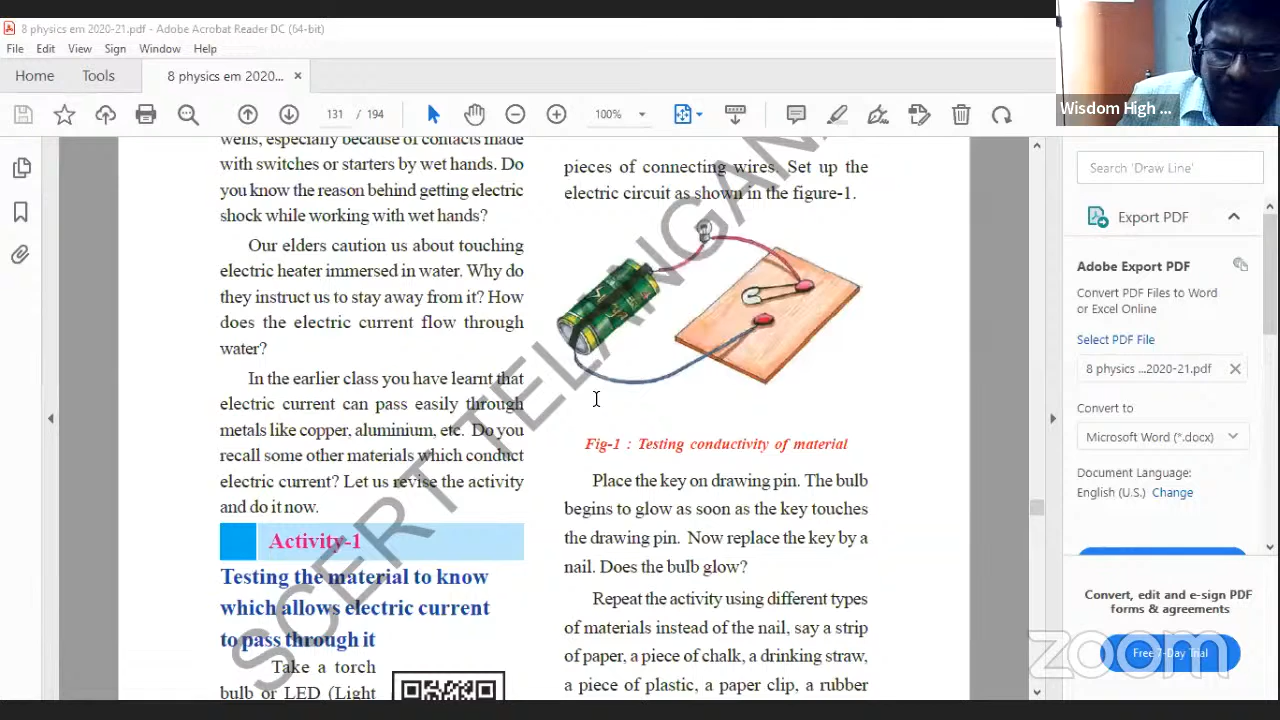 8 physics em 2020-21.pdf - Adobe Acrobat Reader DC (64-bit)
File Edit View Sign Window Help
Home Tools 8 physics em 2020... ×
131 / 194 100%
Wisdom High ...
wells, especially because of contacts made
with switches or starters by wet hands. Do
you know the reason behind getting electric
shock while working with wet hands?
Our elders caution us about touching
electric heater immersed in water. Why do
they instruct us to stay away from it? How
does the electric current flow through
water?
In the earlier class you have learnt that
electric current can pass easily through
metals like copper, aluminium, etc. Do you
recall some other materials which conduct
electric current? Let us revise the activity
and do it now.
Activity-1
Testing the material to know
which allows electric current
to pass through it
Take a torch
bulb or LED (Light
pieces of connecting wires. Set up the
electric circuit as shown in the figure-1.
Fig-1 : Testing conductivity of material
Place the key on drawing pin. The bulb
begins to glow as soon as the key touches
the drawing pin. Now replace the key by a
nail. Does the bulb glow?
Repeat the activity using different types
of materials instead of the nail, say a strip
of paper, a piece of chalk, a drinking straw,
a piece of plastic, a paper clip, a rubber
SCERT TELANGANA
Search 'Draw Line'
Export PDF
Adobe Export PDF
Convert PDF Files to Word
or Excel Online
Select PDF File
8 physics ...2020-21.pdf
Convert to
Microsoft Word (*.docx)
Document Language:
English (U.S.) Change
Convert, edit and e-sign PDF
forms & agreements
Free 7-Day Trial
zoom